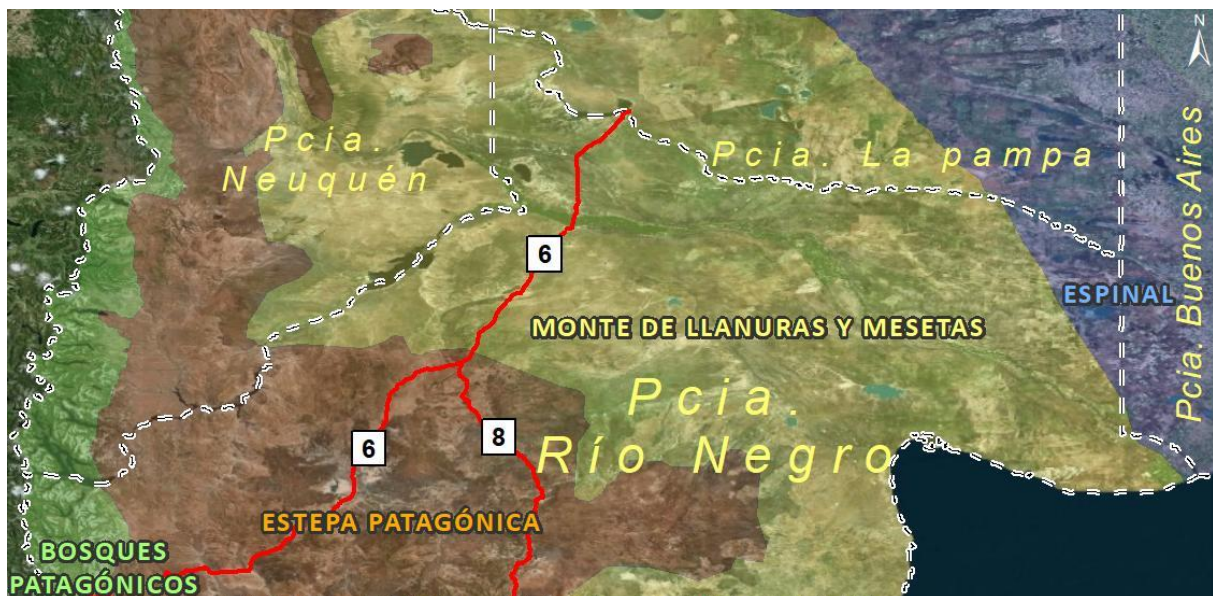 N
Pcia.
Neuquén
Pcia. La pampa
Pcia. Buenos Aires
6
ESPINAL
MONTE DE LLANURAS Y MESETAS
Pcia.
Río Negro
6
8
ESTEPA PATAGÓNICA
BOSQUES
PATAGÓNICOS